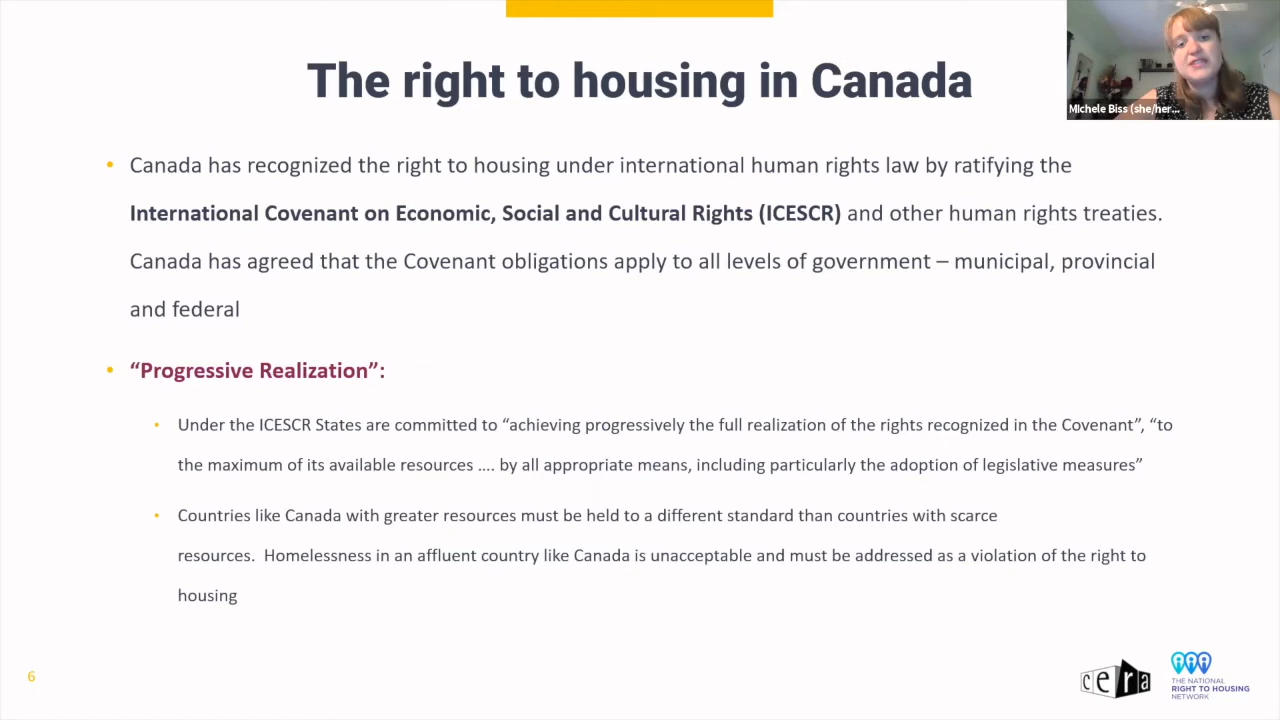 The right to housing in Canada
MIchele Biss (she/her...
• Canada has recognized the right to housing under international human rights law by ratifying the
International Covenant on Economic, Social and Cultural Rights (ICESCR) and other human rights treaties.
Canada has agreed that the Covenant obligations apply to all levels of government – municipal, provincial
and federal
• “Progressive Realization”:
• Under the ICESCR States are committed to “achieving progressively the full realization of the rights recognized in the Covenant”, “to
the maximum of its available resources .... by all appropriate means, including particularly the adoption of legislative measures”
• Countries like Canada with greater resources must be held to a different standard than countries with scarce
resources.  Homelessness in an affluent country like Canada is unacceptable and must be addressed as a violation of the right to
housing
6
cera
THE NATIONAL
RIGHT TO HOUSING
NETWORK